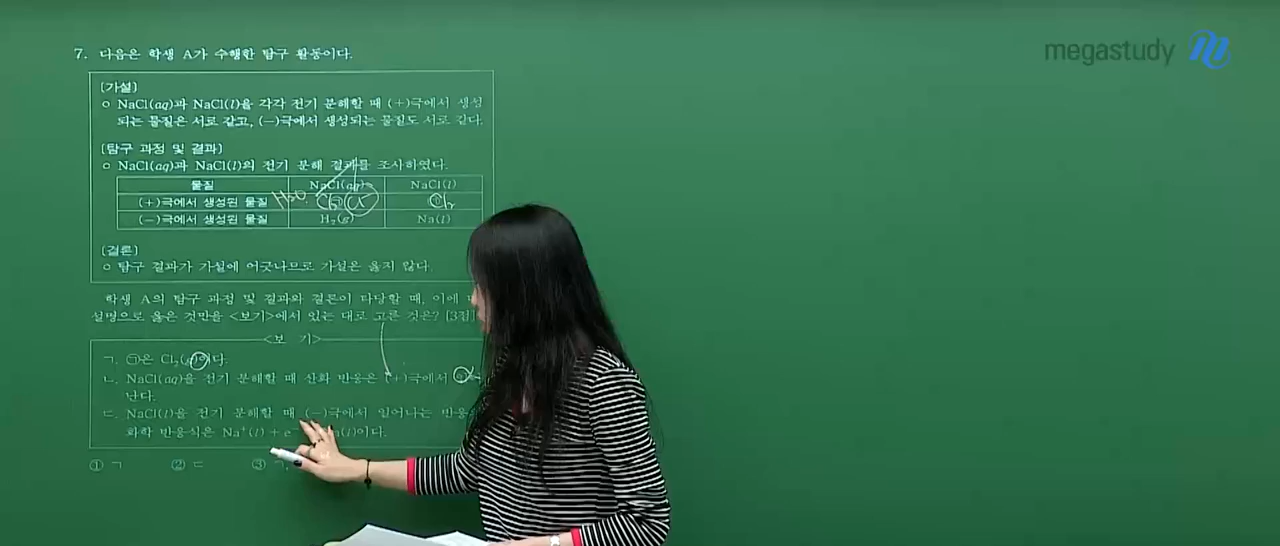 megastudy
7. 다음은 학생 A가 수행한 탐구 활동이다.
[가설]
○ NaCl(aq)과 NaCl(l)을 각각 전기 분해할 때 (+)극에서 생성
되는 물질은 서로 같고, (-)극에서 생성되는 물질도 서로 같다.
[탐구 과정 및 결과]
○ NaCl(aq)과 NaCl(l)의 전기 분해 결과를 조사하였다.
물질 NaCl(aq) NaCl(l)
(+)극에서 생성된 물질 H₂O Cl₂ ㉠ Cl⁻ Cl₂
(-)극에서 생성된 물질 H₂(g) Na(l)
[결론]
○ 탐구 결과가 가설에 어긋나므로 가설은 옳지 않다.
학생 A의 탐구 과정 및 결과와 결론이 타당할 때, 이에
설명으로 옳은 것만을 <보기>에서 있는 대로 고른 것은? [3점]
<보 기>
ㄱ. ㉠은 Cl₂(g)이다.
ㄴ. NaCl(aq)을 전기 분해할 때 산화 반응은 (+)극에서
난다.
ㄷ. NaCl(l)을 전기 분해할 때 (-)극에서 일어나는 반응의
화학 반응식은 Na⁺(l) + e⁻ (l)이다.
① ㄱ ② ㄷ ③ ㄱ,